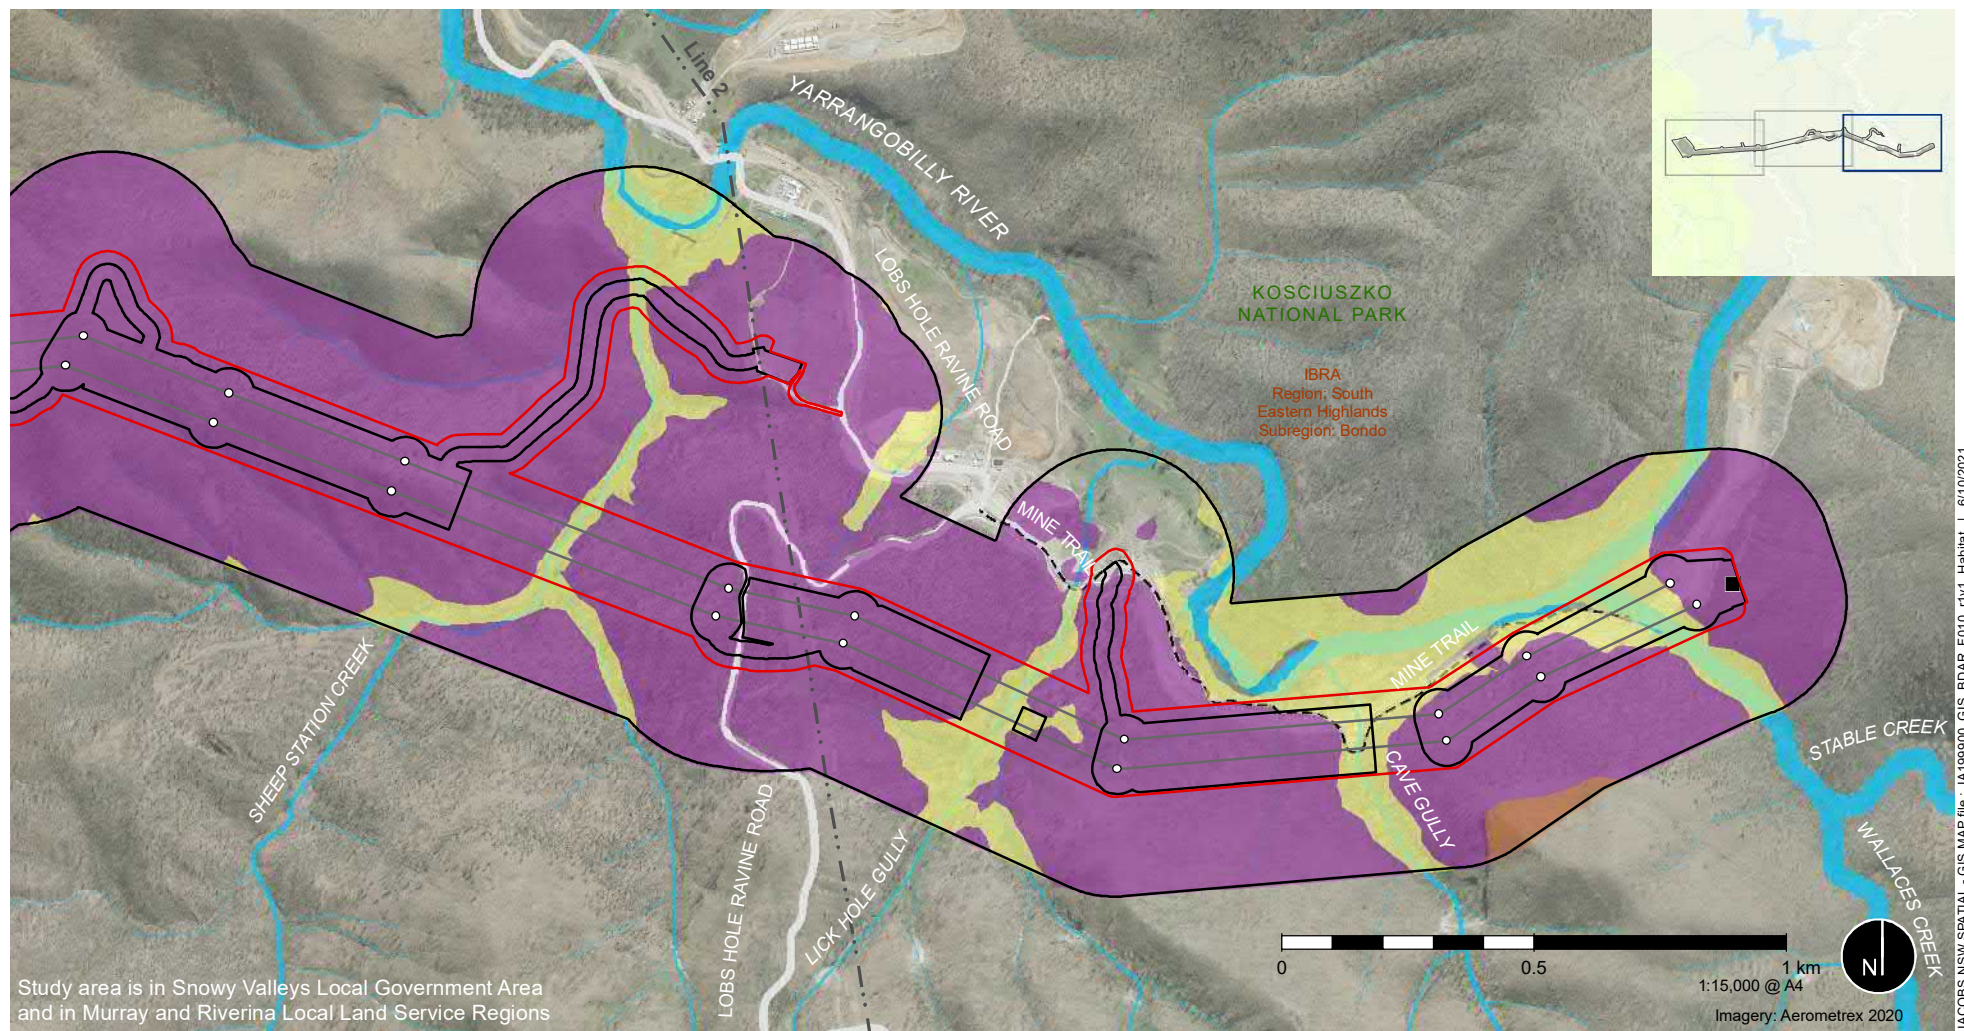 Line 2
YARRANGOBILLY RIVER
LOBS HOLE RAVINE ROAD
KOSCIUSZKO
NATIONAL PARK
IBRA
Region: South
Eastern Highlands
Subregion: Bondo
MINE TRAIL
MINE TRAIL
SHEEP STATION CREEK
LOBS HOLE RAVINE ROAD
LICK HOLE GULLY
CAVE GULLY
STABLE CREEK
WALLACES CREEK
0 0.5 1 km
1:15,000 @ A4
N
Imagery: Aerometrex 2020
Study area is in Snowy Valleys Local Government Area
and in Murray and Riverina Local Land Service Regions